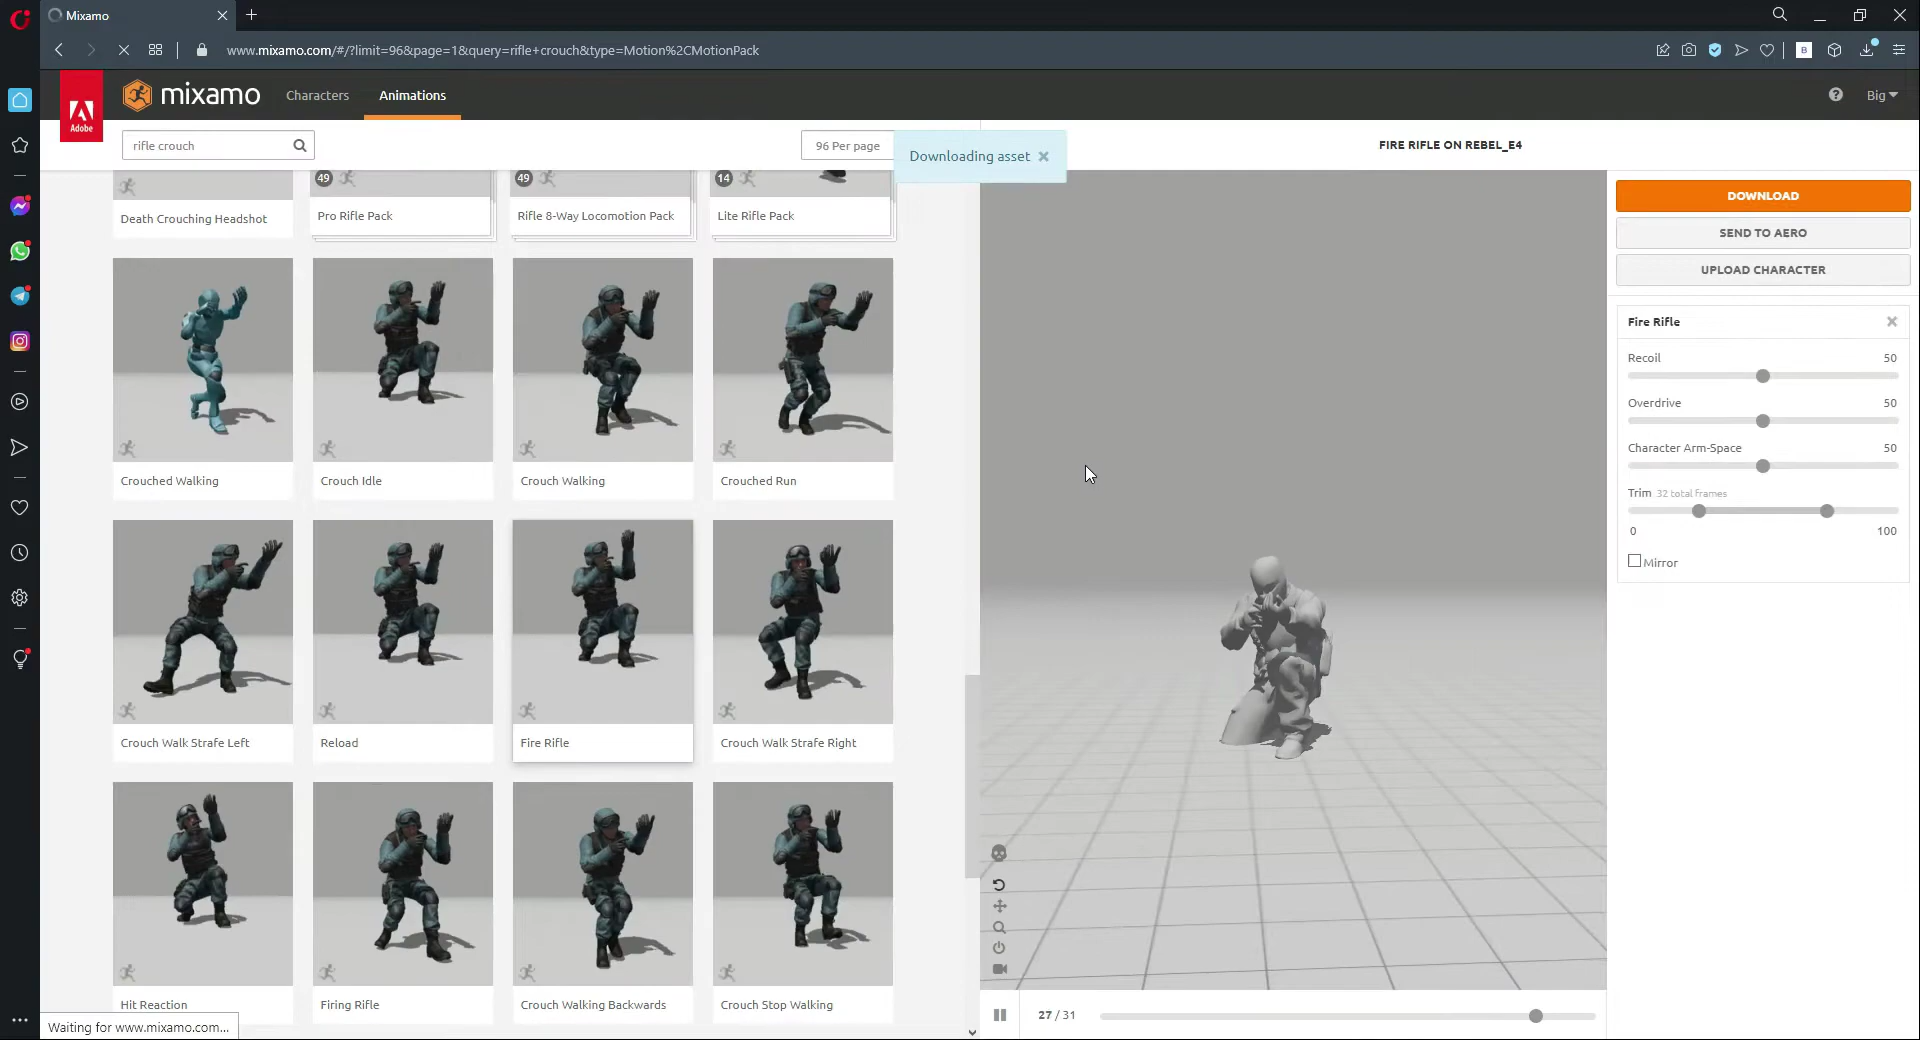 Mixamo
www.mixamo.com/#/?limit=96&page=1&query=rifle+crouch&type=Motion%2CMotionPack
B
Adobe
mixamo
Characters
Animations
Big
rifle crouch
96 Per page
Downloading asset
FIRE RIFLE ON REBEL_E4
49
49
14
Death Crouching Headshot
Pro Rifle Pack
Rifle 8-Way Locomotion Pack
Lite Rifle Pack
Crouched Walking
Crouch Idle
Crouch Walking
Crouched Run
Crouch Walk Strafe Left
Reload
Fire Rifle
Crouch Walk Strafe Right
Hit Reaction
Firing Rifle
Crouch Walking Backwards
Crouch Stop Walking
Waiting for www.mixamo.com...
27 / 31
DOWNLOAD
SEND TO AERO
UPLOAD CHARACTER
Fire Rifle
Recoil 50
Overdrive 50
Character Arm-Space 50
Trim 32 total frames
0 100
Mirror